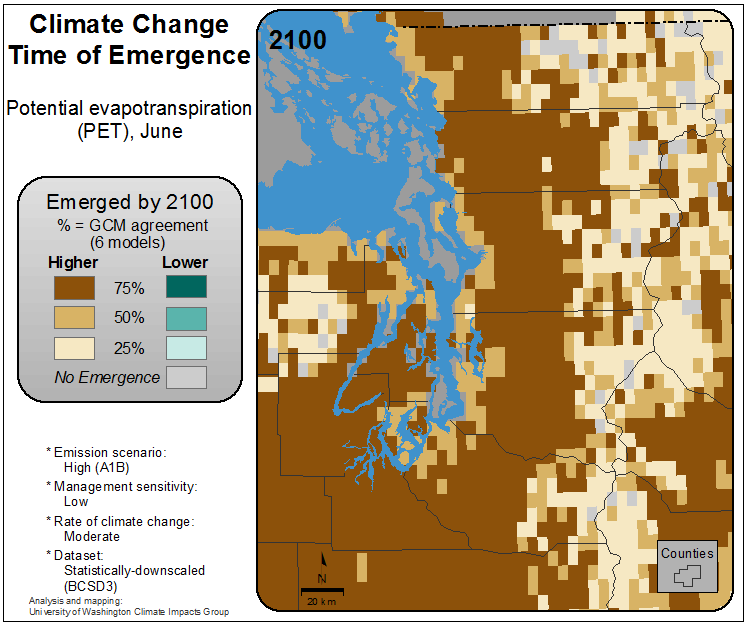 Climate Change
Time of Emergence
Potential evapotranspiration
(PET), June
Emerged by 2100
% = GCM agreement
(6 models)
Higher Lower
75%
50%
25%
No Emergence
* Emission scenario:
High (A1B)
* Management sensitivity:
Low
* Rate of climate change:
Moderate
* Dataset:
Statistically-downscaled
(BCSD3)
Analysis and mapping:
University of Washington Climate Impacts Group
2100
N
20 km
Counties